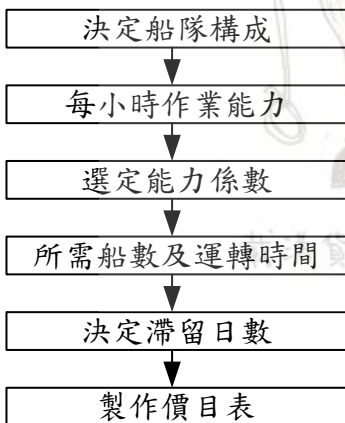 決定船隊構成
每小時作業能力
選定能力係數
所需船數及運轉時間
決定滯留日數
製作價目表